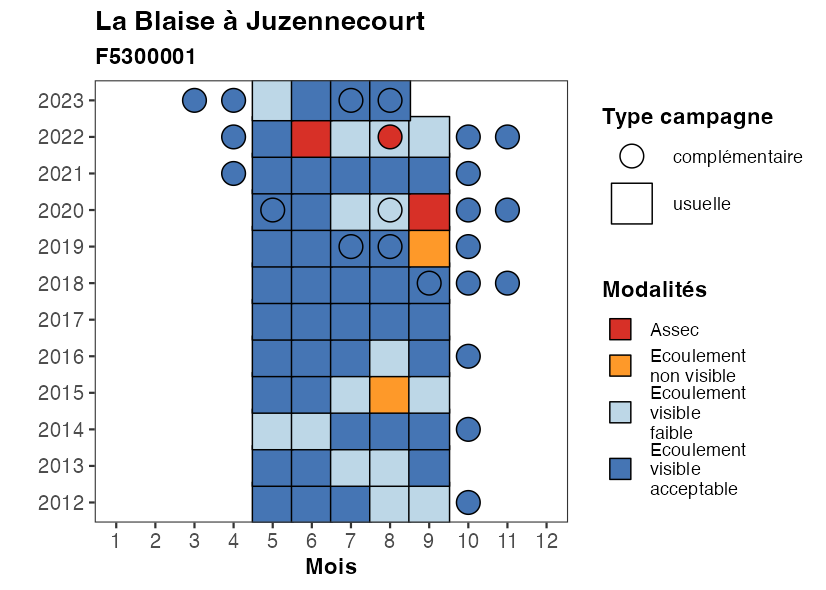 La Blaise à Juzennecourt
F5300001
2023
2022
2021
2020
2019
2018
2017
2016
2015
2014
2013
2012
1 2 3 4 5 6 7 8 9 10 11 12
Mois
Type campagne
complémentaire
usuelle
Modalités
Assec
Ecoulement
non visible
Ecoulement
visible
faible
Ecoulement
visible
acceptable